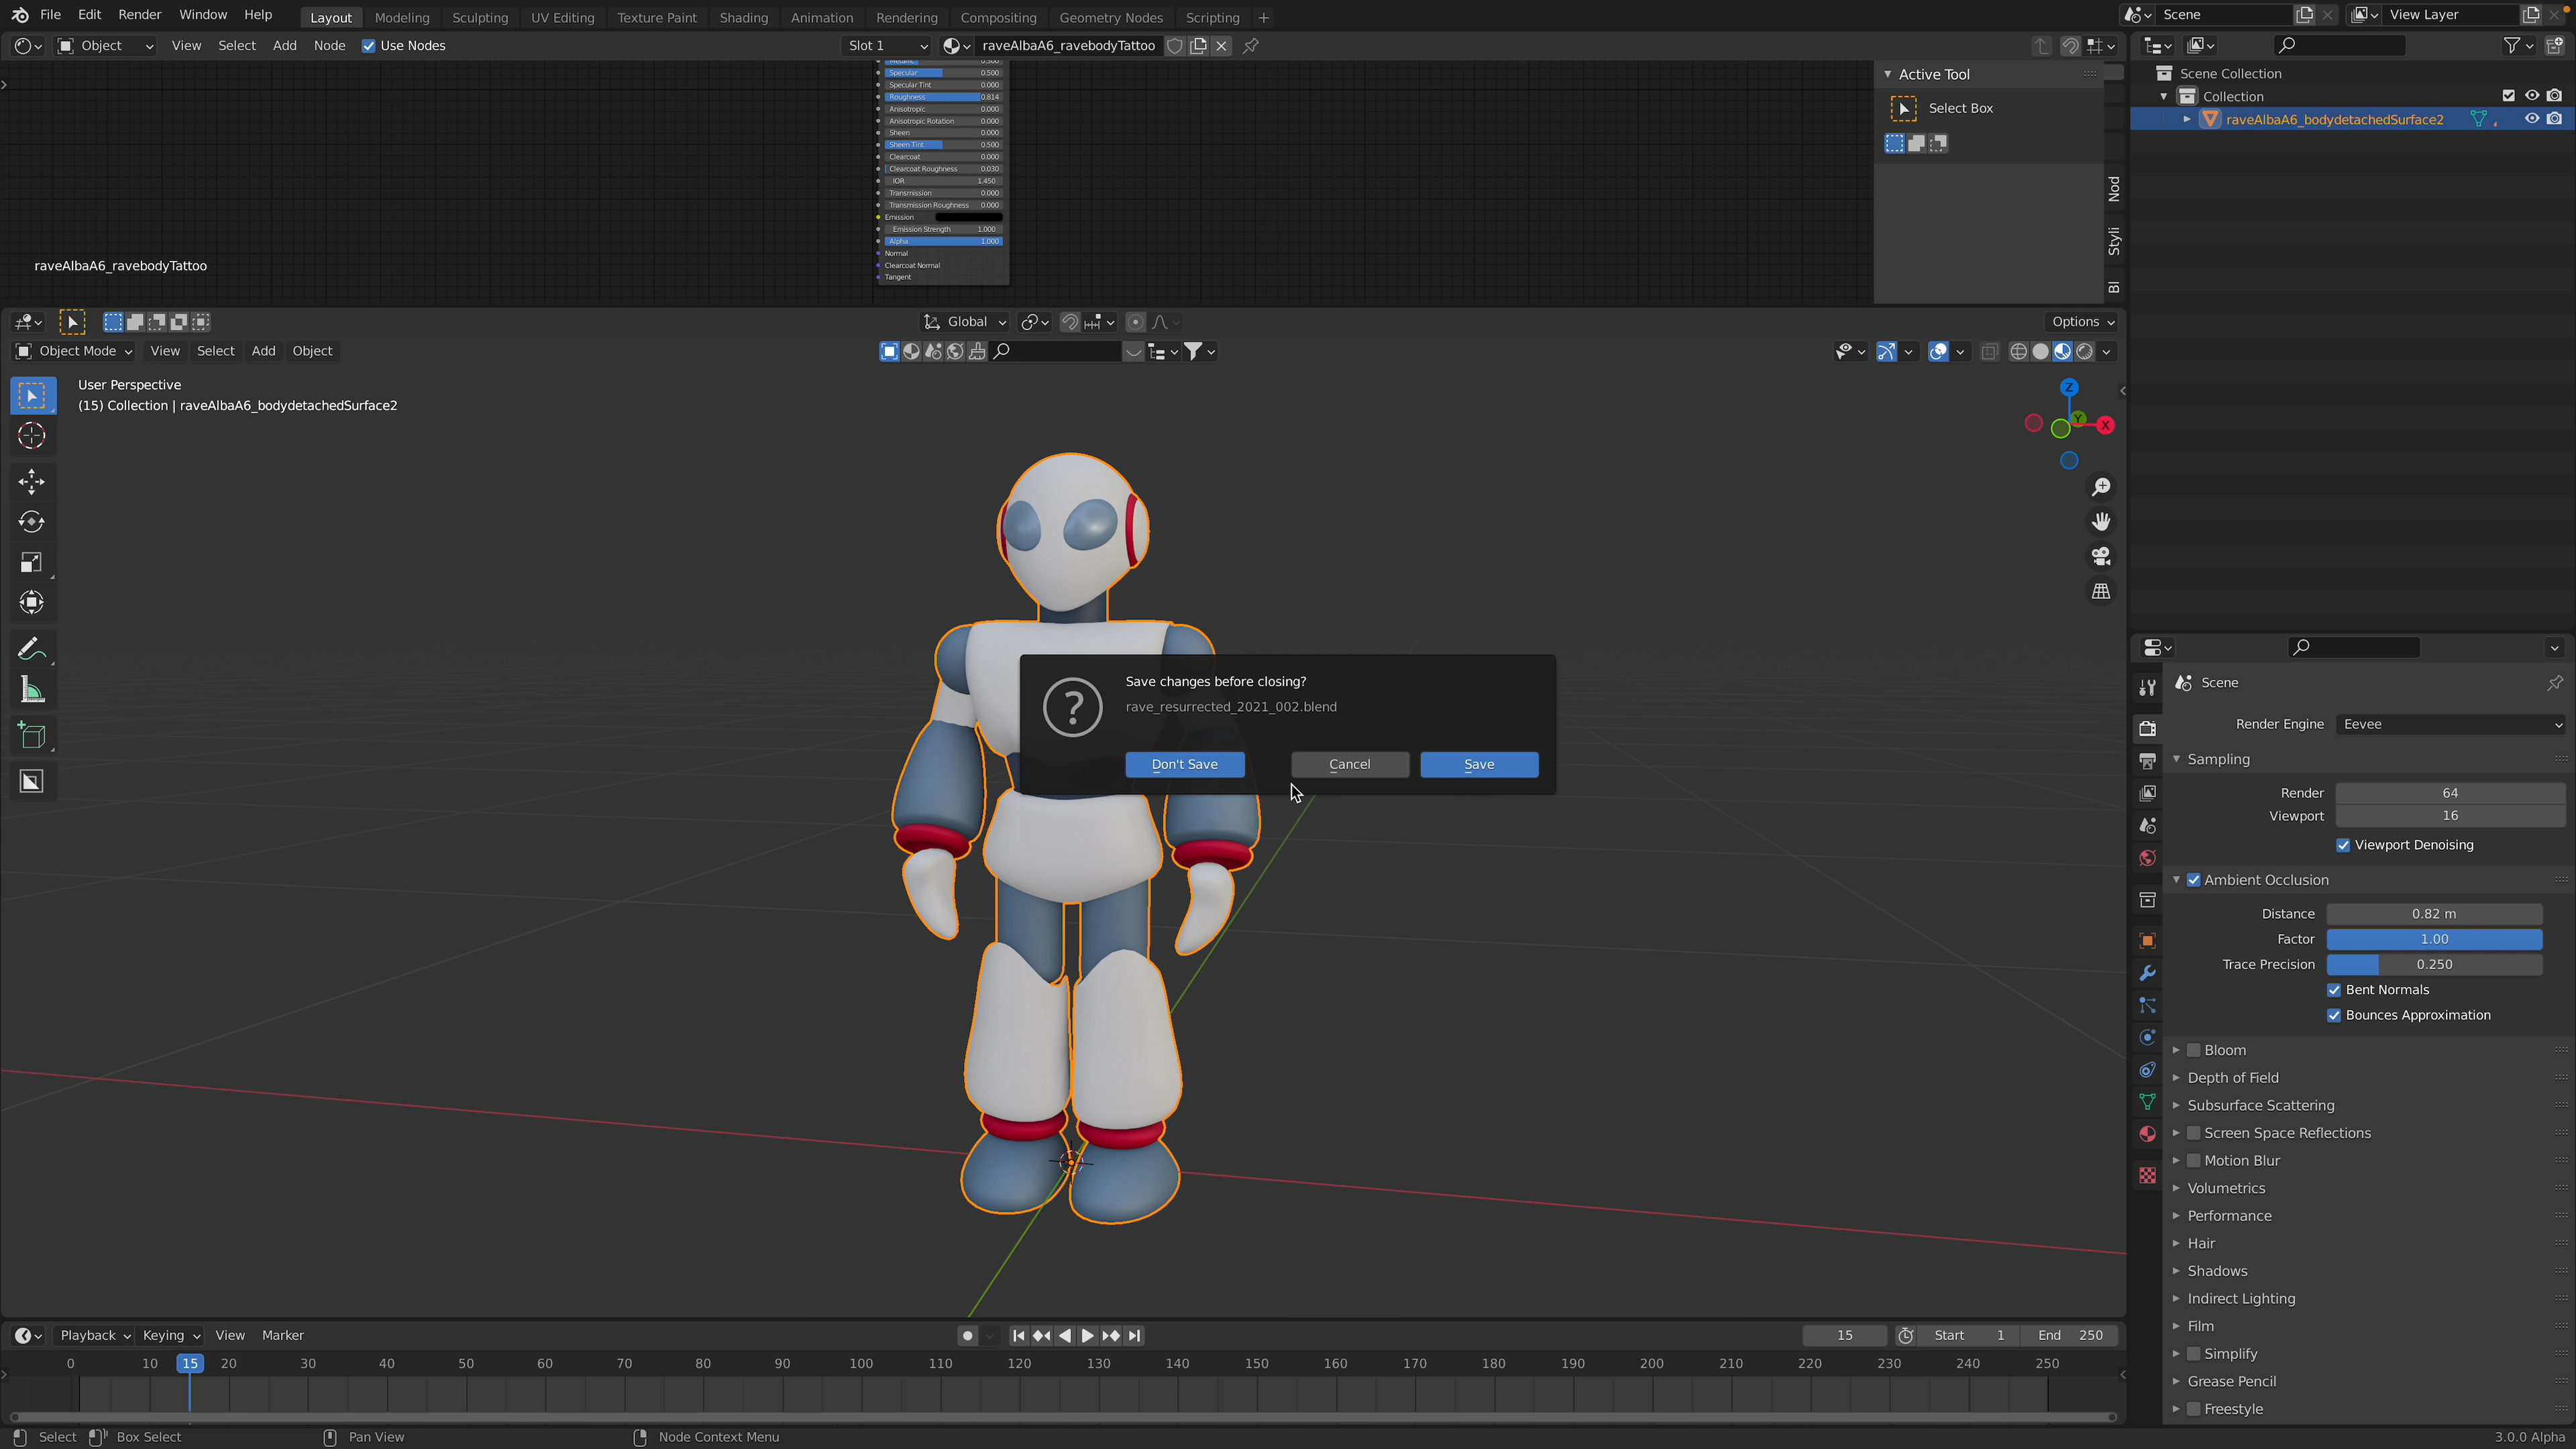 File Edit Render Window Help Layout Modeling Sculpting UV Editing Texture Paint Shading Animation Rendering Compositing Geometry Nodes Scripting Scene View Layer
Object View Select Add Node Use Nodes Slot 1 raveAlbaA6_ravebodyTattoo
Specular 0.500
Specular Tint 0.000
Roughness 0.814
Anisotropic 0.000
Anisotropic Rotation 0.000
Sheen 0.000
Sheen Tint 0.500
Clearcoat 0.000
Clearcoat Roughness 0.030
IOR 1.450
Transmission 0.000
Transmission Roughness 0.000
Emission
Emission Strength 1.000
Alpha 1.000
Normal
Clearcoat Normal
Tangent
raveAlbaA6_ravebodyTattoo
Active Tool
Select Box
Nod
Styli
Bl
Scene Collection
Collection
raveAlbaA6_bodydetachedSurface2
Global Options
Object Mode View Select Add Object
User Perspective
(15) Collection | raveAlbaA6_bodydetachedSurface2
Z
Y
X
Save changes before closing?
rave_resurrected_2021_002.blend
Don't Save Cancel Save
Scene
Render Engine Eevee
Sampling
Render 64
Viewport 16
Viewport Denoising
Ambient Occlusion
Distance 0.82 m
Factor 1.00
Trace Precision 0.250
Bent Normals
Bounces Approximation
Bloom
Depth of Field
Subsurface Scattering
Screen Space Reflections
Motion Blur
Volumetrics
Performance
Hair
Shadows
Indirect Lighting
Film
Simplify
Grease Pencil
Freestyle
Playback Keying View Marker 15 Start 1 End 250
0 10 15 20 30 40 50 60 70 80 90 100 110 120 130 140 150 160 170 180 190 200 210 220 230 240 250
Select Box Select Pan View Node Context Menu 3.0.0 Alpha